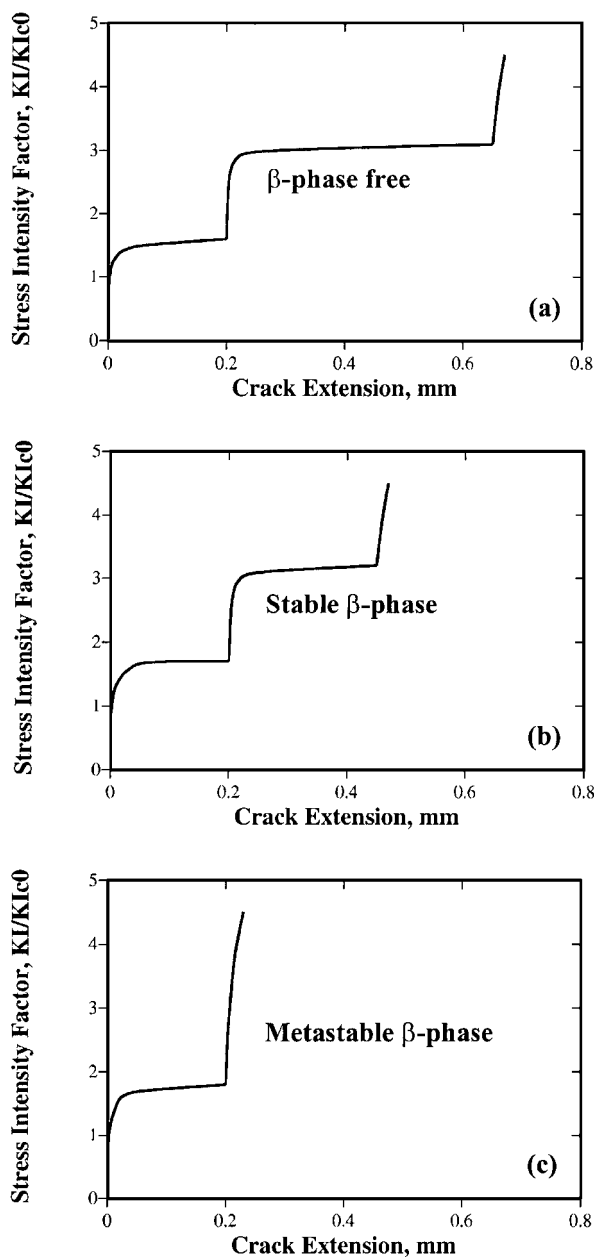 Stress Intensity Factor, KI/KIc0
5
4
3
2
1
0
β-phase free
(a)
0 0.2 0.4 0.6 0.8
Crack Extension, mm
Stress Intensity Factor, KI/KIc0
5
4
3
2
1
0
Stable β-phase
(b)
0 0.2 0.4 0.6 0.8
Crack Extension, mm
Stress Intensity Factor, KI/KIc0
5
4
3
2
1
0
Metastable β-phase
(c)
0 0.2 0.4 0.6 0.8
Crack Extension, mm